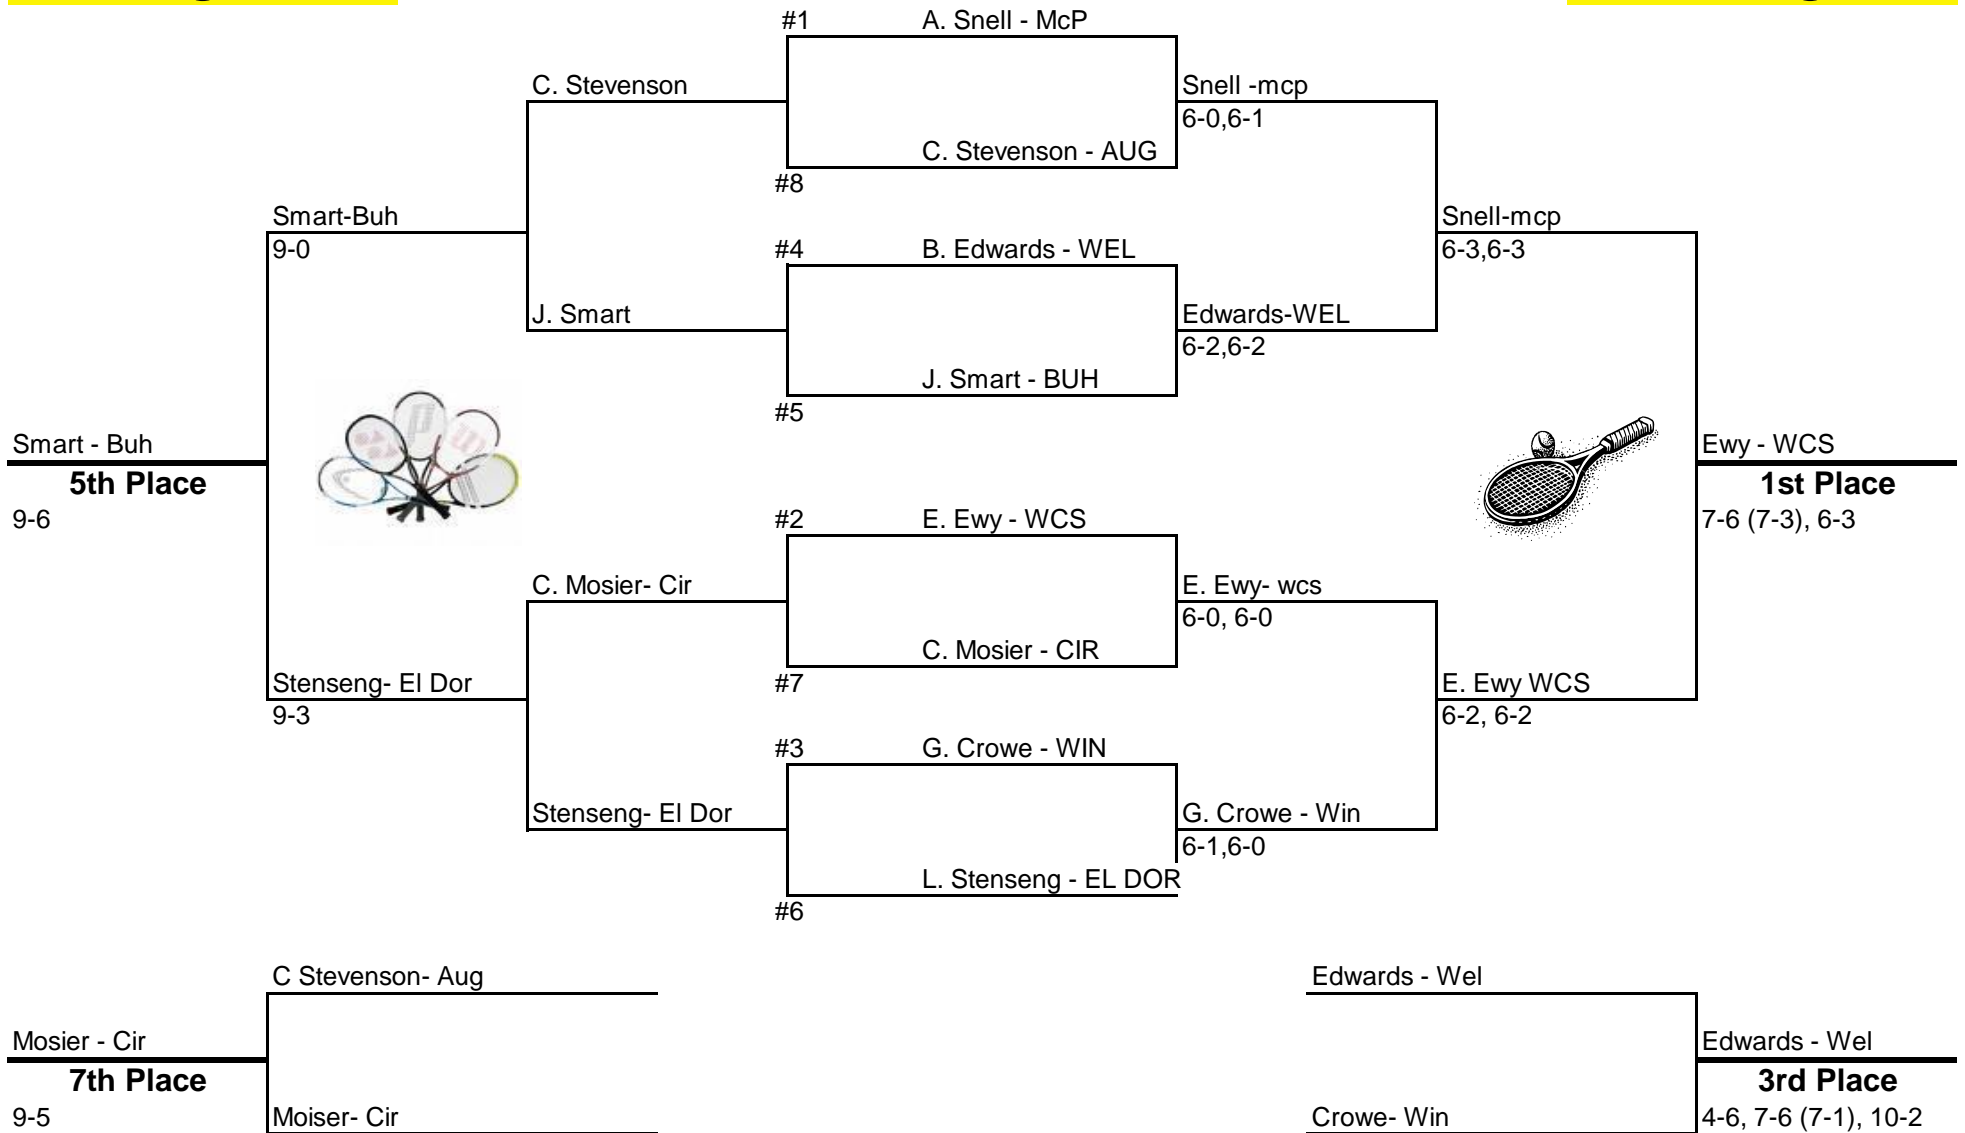 #1
A. Snell - McP
C. Stevenson
Snell -mcp
6-0,6-1
C. Stevenson - AUG
#8
Smart-Buh
9-0
Snell-mcp
6-3,6-3
#4
B. Edwards - WEL
J. Smart
Edwards-WEL
6-2,6-2
J. Smart - BUH
#5
Smart - Buh
5th Place
9-6
Ewy - WCS
1st Place
7-6 (7-3), 6-3
#2
E. Ewy - WCS
C. Mosier- Cir
E. Ewy- wcs
6-0, 6-0
C. Mosier - CIR
#7
Stenseng- El Dor
9-3
E. Ewy WCS
6-2, 6-2
#3
G. Crowe - WIN
Stenseng- El Dor
G. Crowe - Win
6-1,6-0
L. Stenseng - EL DOR
#6
C Stevenson- Aug
Edwards - Wel
Mosier - Cir
7th Place
9-5
Moiser- Cir
Edwards - Wel
3rd Place
4-6, 7-6 (7-1), 10-2
Crowe- Win